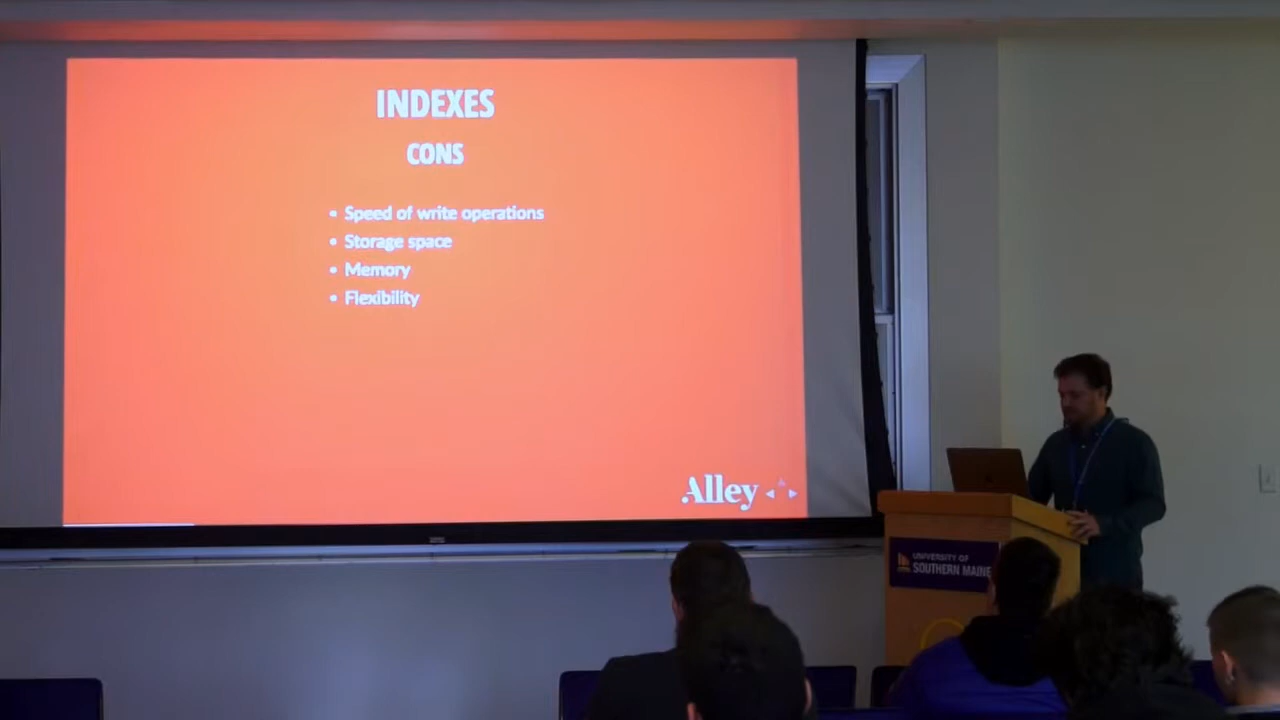 INDEXES
CONS
• Speed of write operations
• Storage space
• Memory
• Flexibility
Alley
UNIVERSITY OF
SOUTHERN MAINE